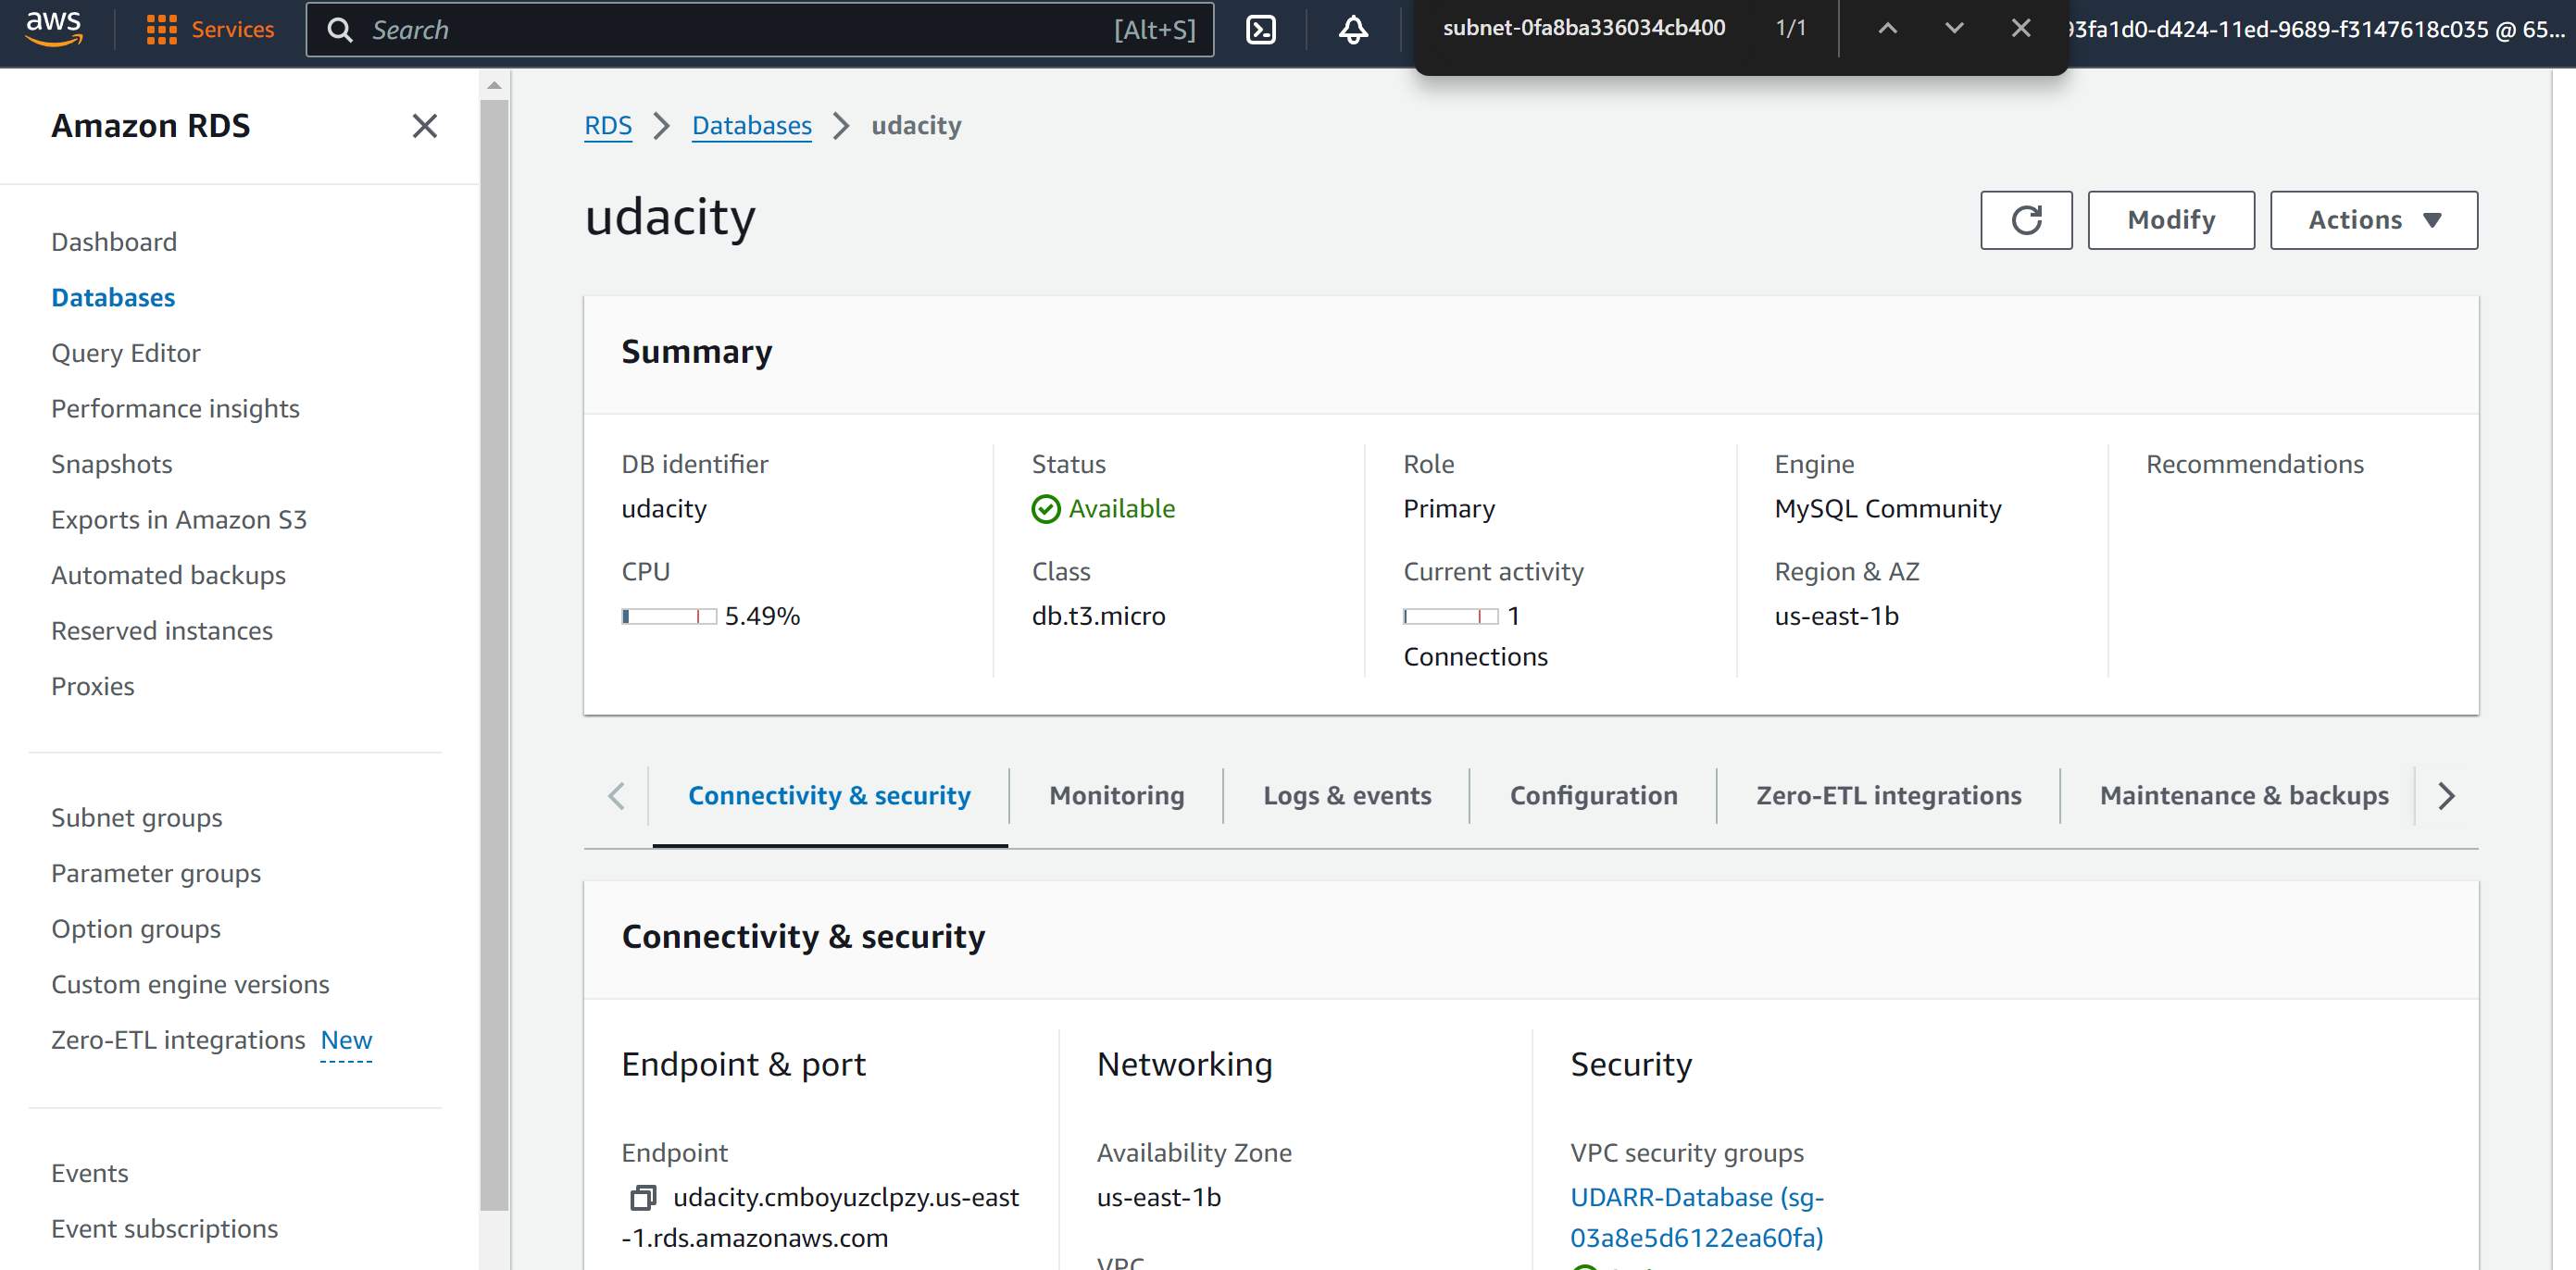 aws
Services
Search
[Alt+S]
subnet-0fa8ba336034cb400
1/1
93fa1d0-d424-11ed-9689-f3147618c035 @ 65...
Amazon RDS
Dashboard
Databases
Query Editor
Performance insights
Snapshots
Exports in Amazon S3
Automated backups
Reserved instances
Proxies
Subnet groups
Parameter groups
Option groups
Custom engine versions
Zero-ETL integrations New
Events
Event subscriptions
RDS
Databases
udacity
udacity
Modify
Actions
Summary
DB identifier
udacity
Status
Available
Role
Primary
Engine
MySQL Community
Recommendations
CPU
5.49%
Class
db.t3.micro
Current activity
1
Connections
Region & AZ
us-east-1b
Connectivity & security
Monitoring
Logs & events
Configuration
Zero-ETL integrations
Maintenance & backups
Connectivity & security
Endpoint & port
Endpoint
udacity.cmboyuzclpzy.us-east
-1.rds.amazonaws.com
Networking
Availability Zone
us-east-1b
VPC
Security
VPC security groups
UDARR-Database (sg-
03a8e5d6122ea60fa)